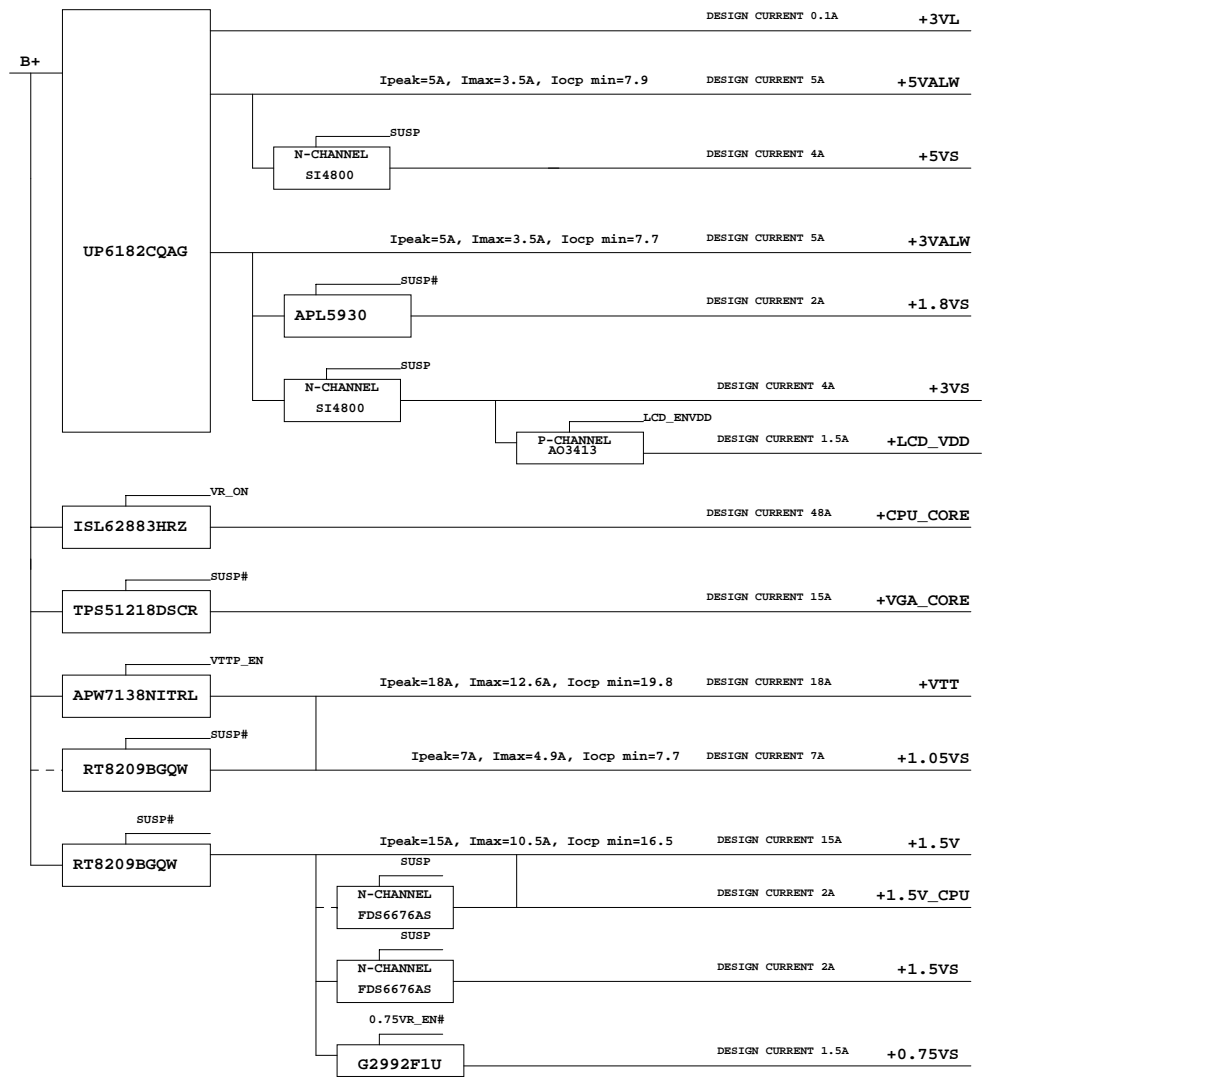 DESIGN CURRENT 0.1A +3VL
B+
Ipeak=5A, Imax=3.5A, Iocp min=7.9 DESIGN CURRENT 5A +5VALW
SUSP
N-CHANNEL
SI4800
DESIGN CURRENT 4A +5VS
UP6182CQAG
Ipeak=5A, Imax=3.5A, Iocp min=7.7 DESIGN CURRENT 5A +3VALW
SUSP#
APL5930
DESIGN CURRENT 2A +1.8VS
SUSP
N-CHANNEL
SI4800
DESIGN CURRENT 4A +3VS
LCD_ENVDD
P-CHANNEL
AO3413
DESIGN CURRENT 1.5A +LCD_VDD
VR_ON
ISL62883HRZ
DESIGN CURRENT 48A +CPU_CORE
SUSP#
TPS51218DSCR
DESIGN CURRENT 15A +VGA_CORE
VTTP_EN
APW7138NITRL
Ipeak=18A, Imax=12.6A, Iocp min=19.8 DESIGN CURRENT 18A +VTT
SUSP#
RT8209BGQW
Ipeak=7A, Imax=4.9A, Iocp min=7.7 DESIGN CURRENT 7A +1.05VS
SUSP#
RT8209BGQW
Ipeak=15A, Imax=10.5A, Iocp min=16.5 DESIGN CURRENT 15A +1.5V
SUSP
N-CHANNEL
FDS6676AS
DESIGN CURRENT 2A +1.5V_CPU
SUSP
N-CHANNEL
FDS6676AS
DESIGN CURRENT 2A +1.5VS
0.75VR_EN#
G2992F1U
DESIGN CURRENT 1.5A +0.75VS